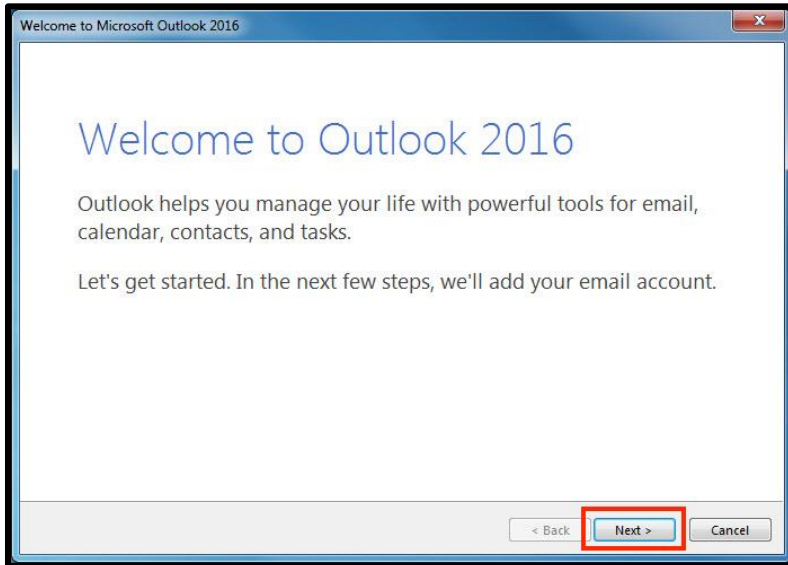 Welcome to Microsoft Outlook 2016
x
Welcome to Outlook 2016
Outlook helps you manage your life with powerful tools for email,
calendar, contacts, and tasks.
Let's get started. In the next few steps, we'll add your email account.
< Back Next > Cancel